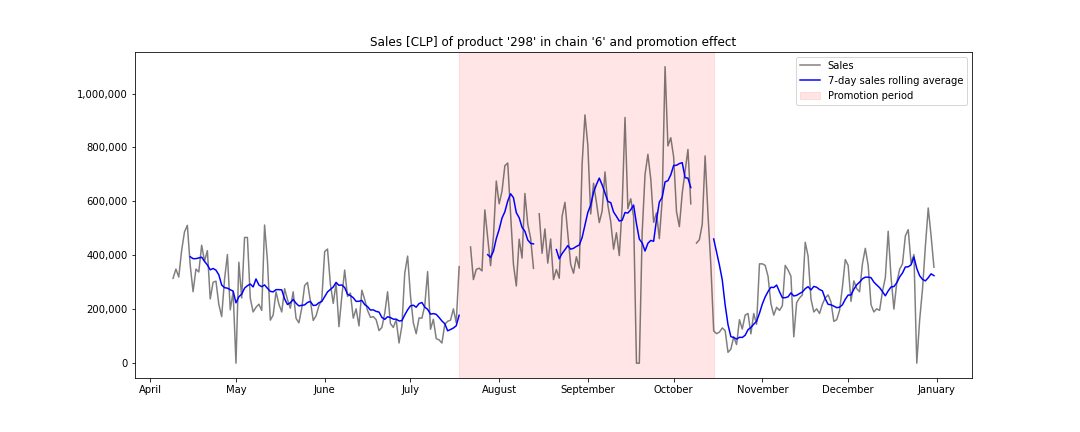 Sales [CLP] of product '298' in chain '6' and promotion effect
Sales
7-day sales rolling average
Promotion period
1,000,000
800,000
600,000
400,000
200,000
0
April May June July August September October November December January